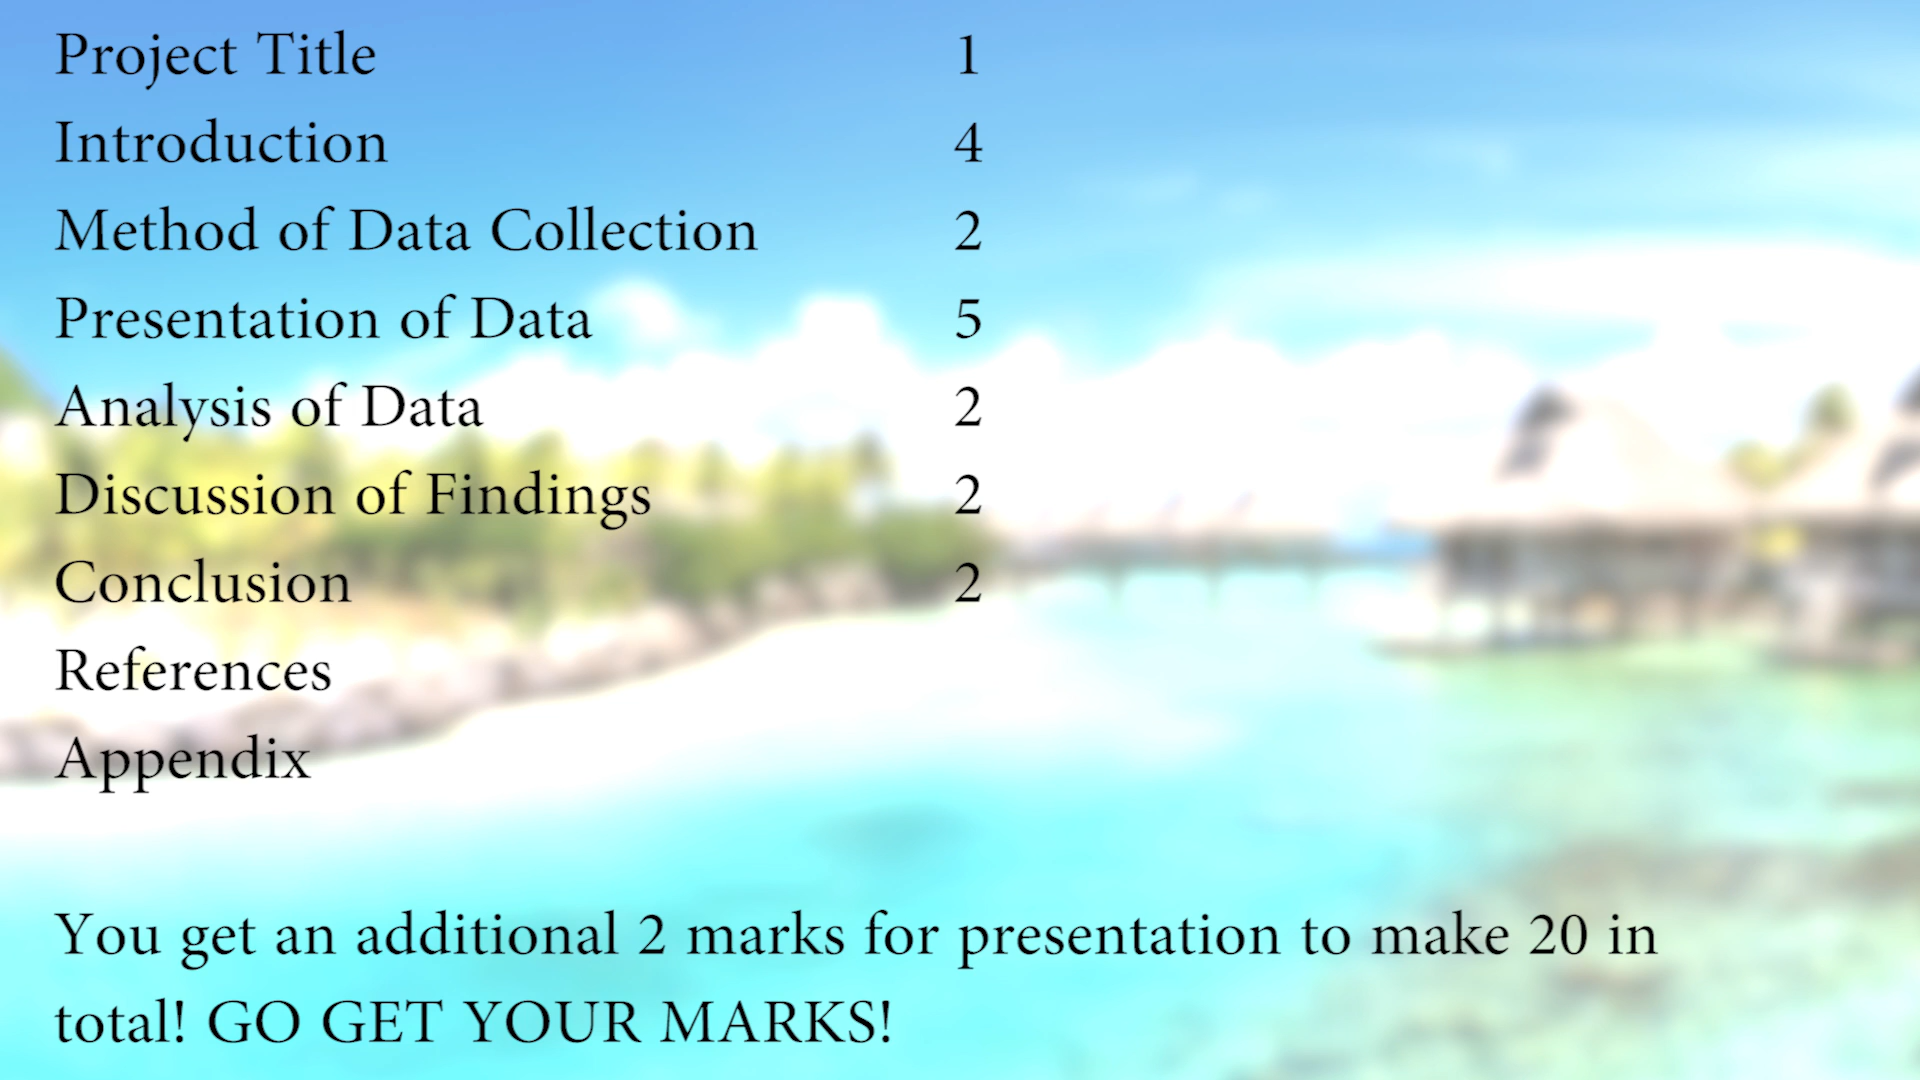 Project Title 1
Introduction 4
Method of Data Collection 2
Presentation of Data 5
Analysis of Data 2
Discussion of Findings 2
Conclusion 2
References
Appendix
You get an additional 2 marks for presentation to make 20 in
total! GO GET YOUR MARKS!